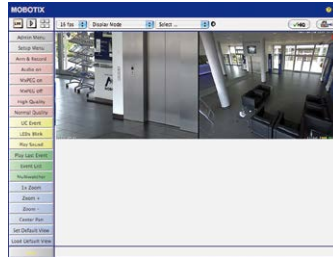 MOBOTIX
16 fps
Display Mode
Select ...
Admin Menu
Setup Menu
Arm & Record
Audio on
MxPEG on
MxPEG off
High Quality
Normal Quality
UC Event
LEDs Blink
Play Sound
Play Last Event
Event List
Multiwatcher
1x Zoom
Zoom +
Zoom -
Center Pan
Set Default View
Load Default View